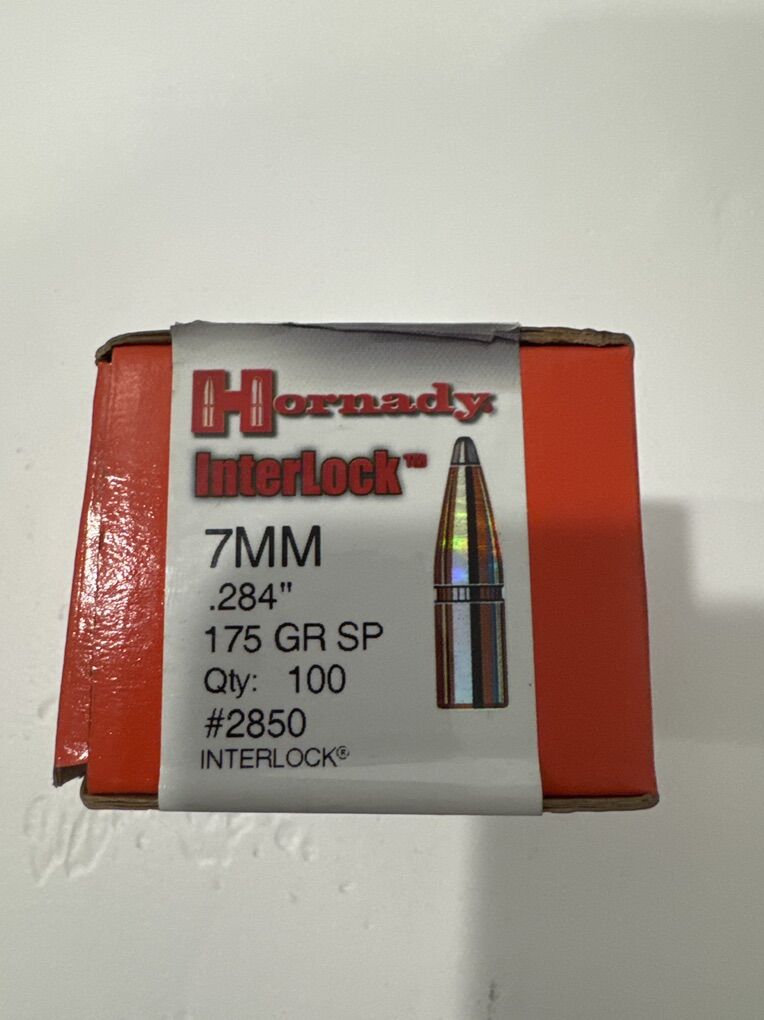 Hornady.
InterLock™
7MM
.284"
175 GR SP
Qty: 100
#2850
INTERLOCK®